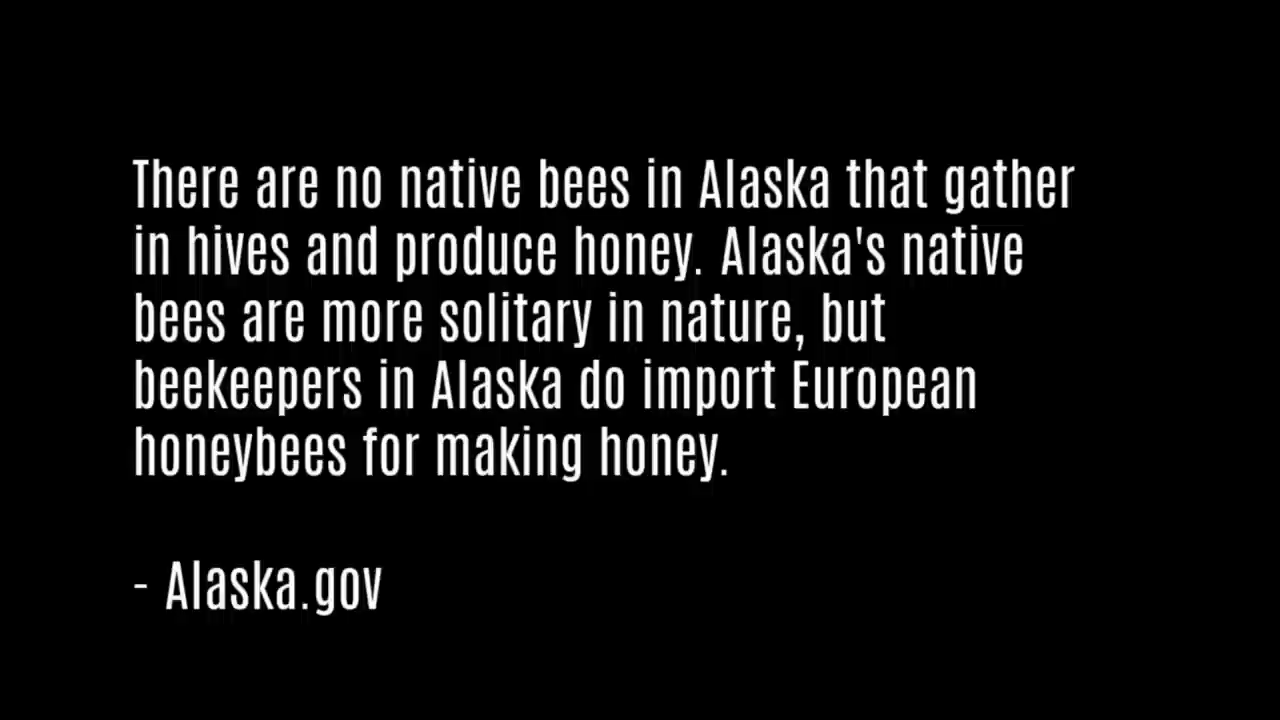 There are no native bees in Alaska that gather
in hives and produce honey. Alaska's native
bees are more solitary in nature, but
beekeepers in Alaska do import European
honeybees for making honey.
- Alaska.gov